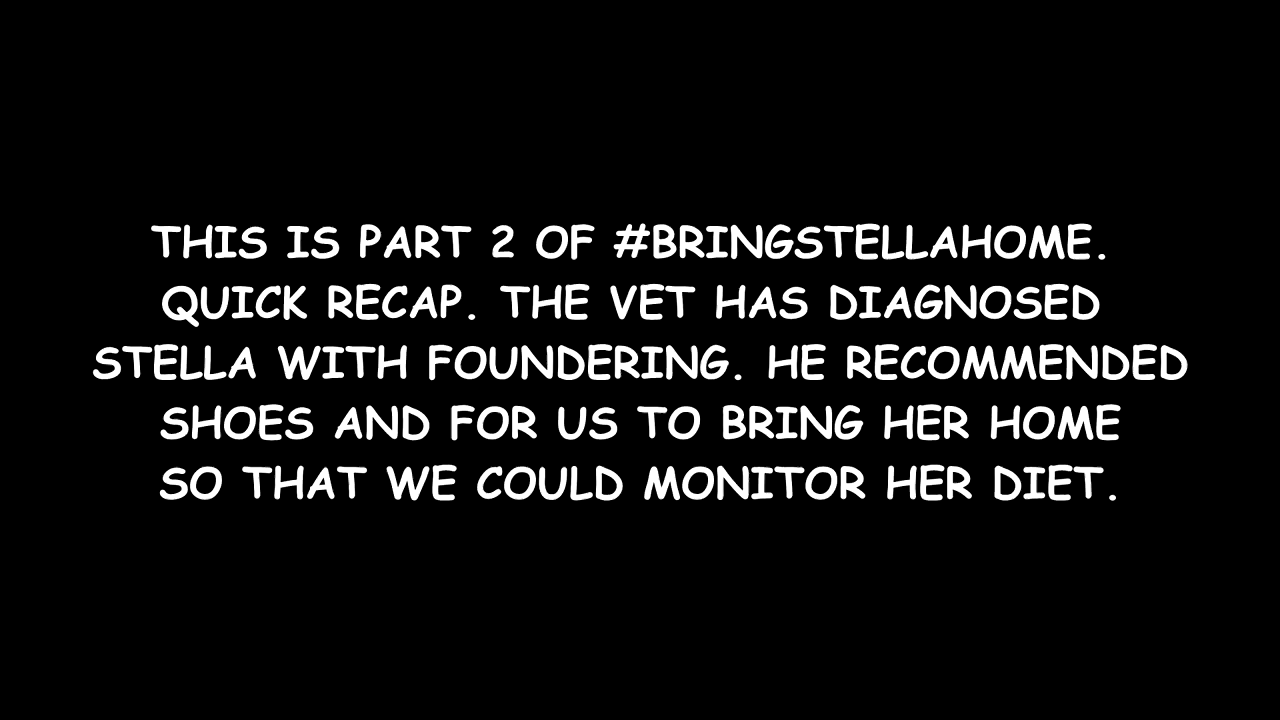 THIS IS PART 2 OF #BRINGSTELLAHOME.
QUICK RECAP. THE VET HAS DIAGNOSED
STELLA WITH FOUNDERING. HE RECOMMENDED
SHOES AND FOR US TO BRING HER HOME
SO THAT WE COULD MONITOR HER DIET.